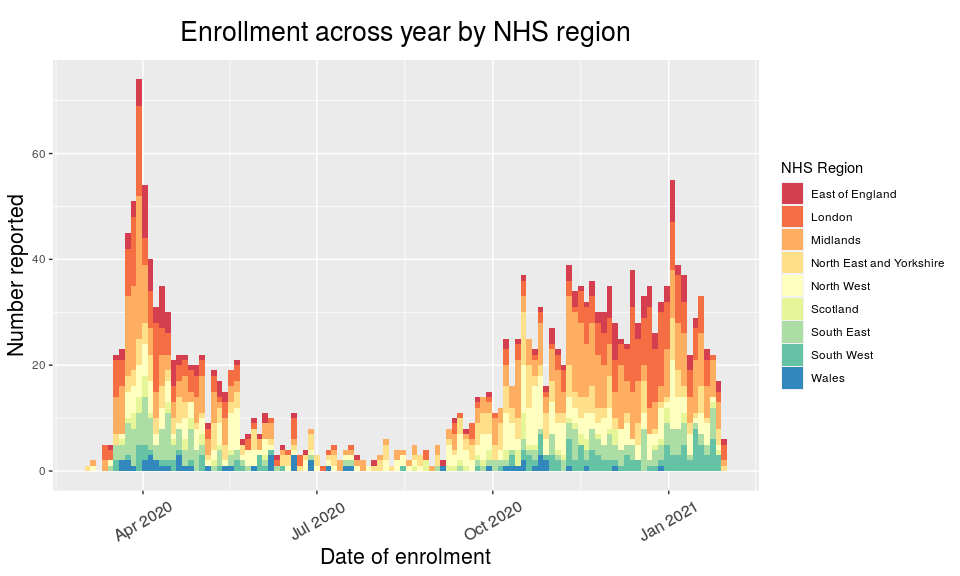 Enrollment across year by NHS region
Number reported
60
40
20
0
Apr 2020
Jul 2020
Oct 2020
Jan 2021
Date of enrolment
NHS Region
East of England
London
Midlands
North East and Yorkshire
North West
Scotland
South East
South West
Wales